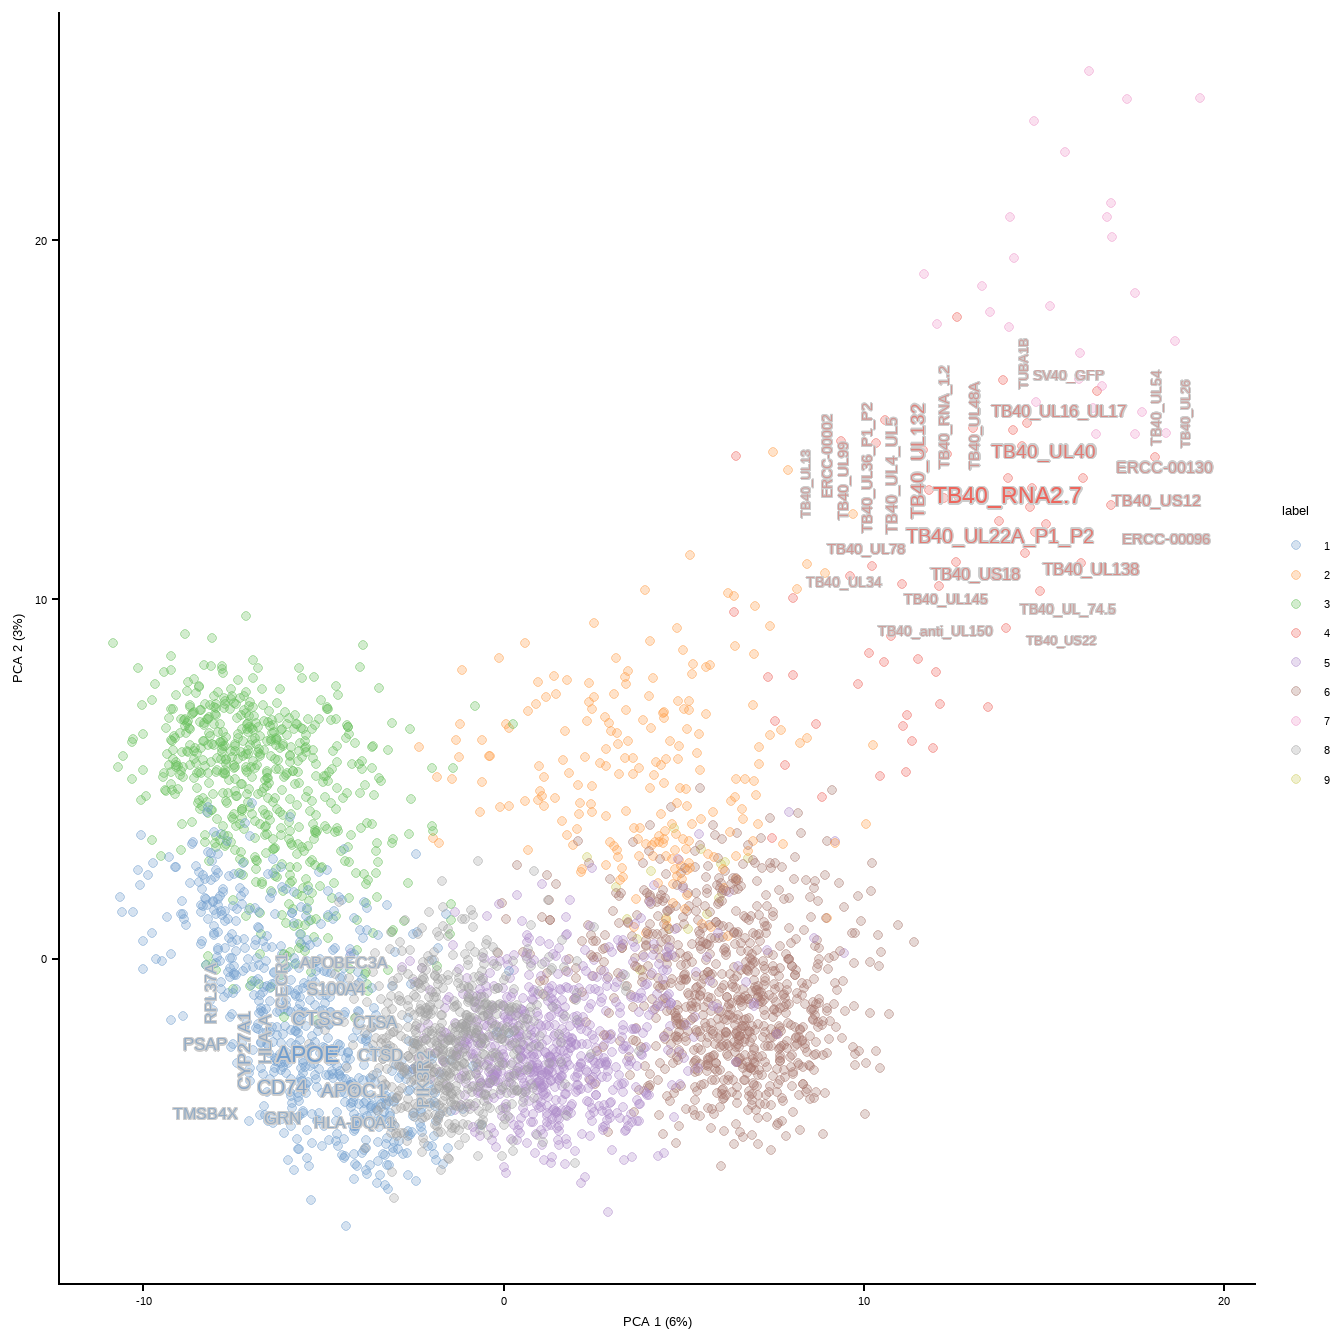 20
10
0
-10
0
10
20
PCA 2 (3%)
PCA 1 (6%)
TUBA1B
SV40_GFP
TB40_RNA_1.2
TB40_UL48A
TB40_UL54
TB40_UL26
TB40_UL16_UL17
TB40_UL132
TB40_UL36_P1_P2
TB40_UL4_UL5
ERCC-00002
TB40_UL99
TB40_UL13
TB40_UL40
ERCC-00130
TB40_RNA2.7
TB40_US12
TB40_UL22A_P1_P2
ERCC-00096
TB40_UL78
TB40_US18
TB40_UL138
TB40_UL34
TB40_UL145
TB40_UL_74.5
TB40_anti_UL150
TB40_US22
APOBEC3A
RPL37A
S100A4
CTSS
CTSA
PSAP
CYP27A1
APOE
CTSD
PIK3R2
CD74
APOC1
TMSB4X
GRN
HLA-DQA1
label
1
2
3
4
5
6
7
8
9